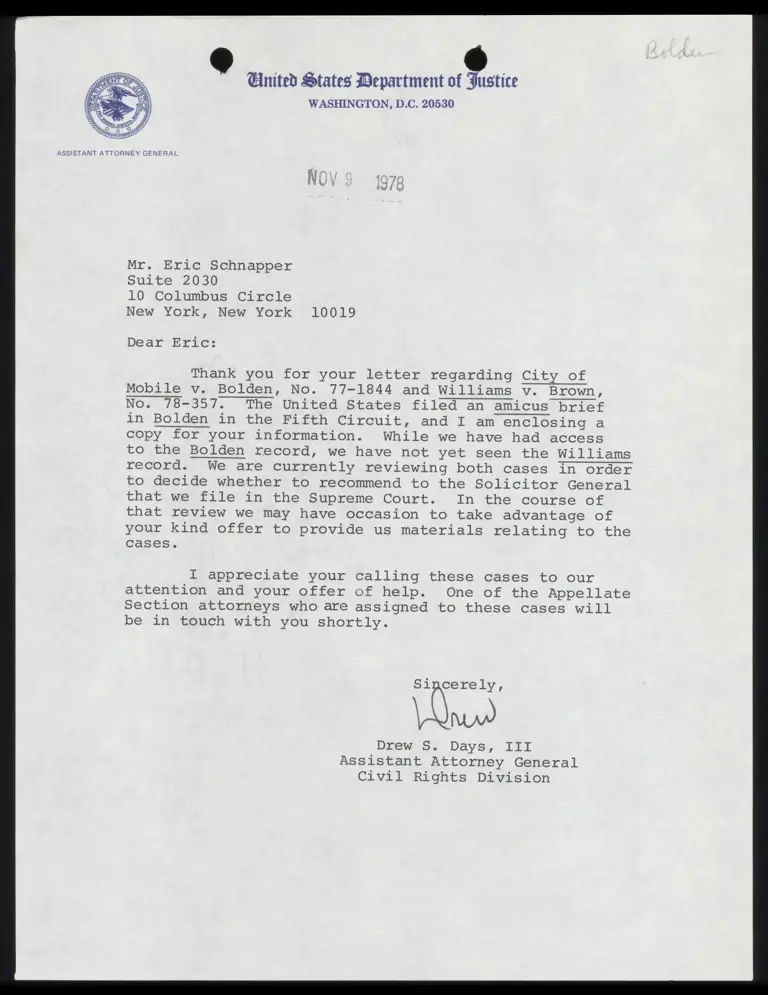 Bolden
United States Department of Justice
WASHINGTON, D.C. 20530
DEPARTMENT OF JUSTICE
ASSISTANT ATTORNEY GENERAL
NOV 9 1978
Mr. Eric Schnapper
Suite 2030
10 Columbus Circle
New York, New York 10019
Dear Eric:
Thank you for your letter regarding City of
Mobile v. Bolden, No. 77-1844 and Williams v. Brown,
No. 78-357. The United States filed an amicus brief
in Bolden in the Fifth Circuit, and I am enclosing a
copy for your information. While we have had access
to the Bolden record, we have not yet seen the Williams
record. We are currently reviewing both cases in order
to decide whether to recommend to the Solicitor General
that we file in the Supreme Court. In the course of
that review we may have occasion to take advantage of
your kind offer to provide us materials relating to the
cases.
I appreciate your calling these cases to our
attention and your offer of help. One of the Appellate
Section attorneys who are assigned to these cases will
be in touch with you shortly.
Sincerely,
Drew
Drew S. Days, III
Assistant Attorney General
Civil Rights Division